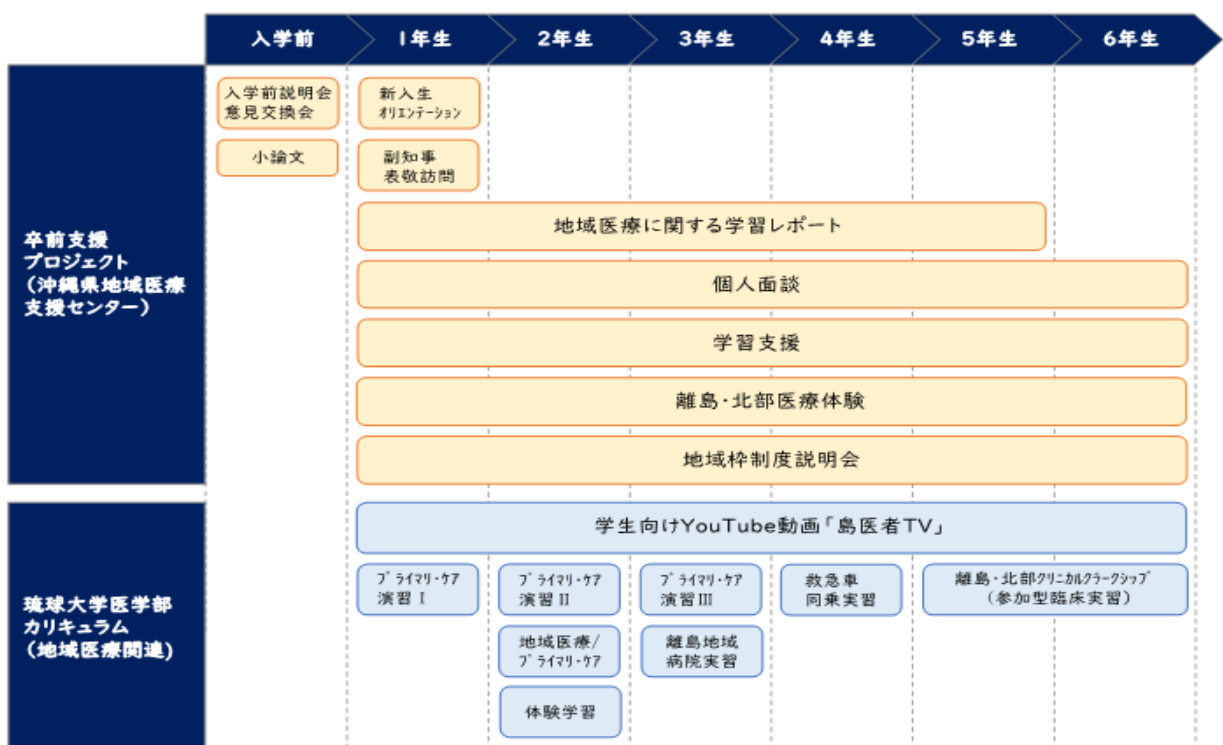 入学前
1年生
2年生
3年生
4年生
5年生
6年生
卒前支援
プロジェクト
(沖縄県地域医療
支援センター)
入学前説明会
意見交換会
新入生
オリエンテーション
小論文
副知事
表敬訪問
地域医療に関する学習レポート
個人面談
学習支援
離島・北部医療体験
地域枠制度説明会
琉球大学医学部
カリキュラム
(地域医療関連)
学生向けYouTube動画「島医者TV」
プライマリ・ケア
演習Ⅰ
プライマリ・ケア
演習Ⅱ
プライマリ・ケア
演習Ⅲ
救急車
同乗実習
離島・北部クリニカルクラークシップ
(参加型臨床実習)
地域医療/
プライマリ・ケア
離島地域
病院実習
体験学習